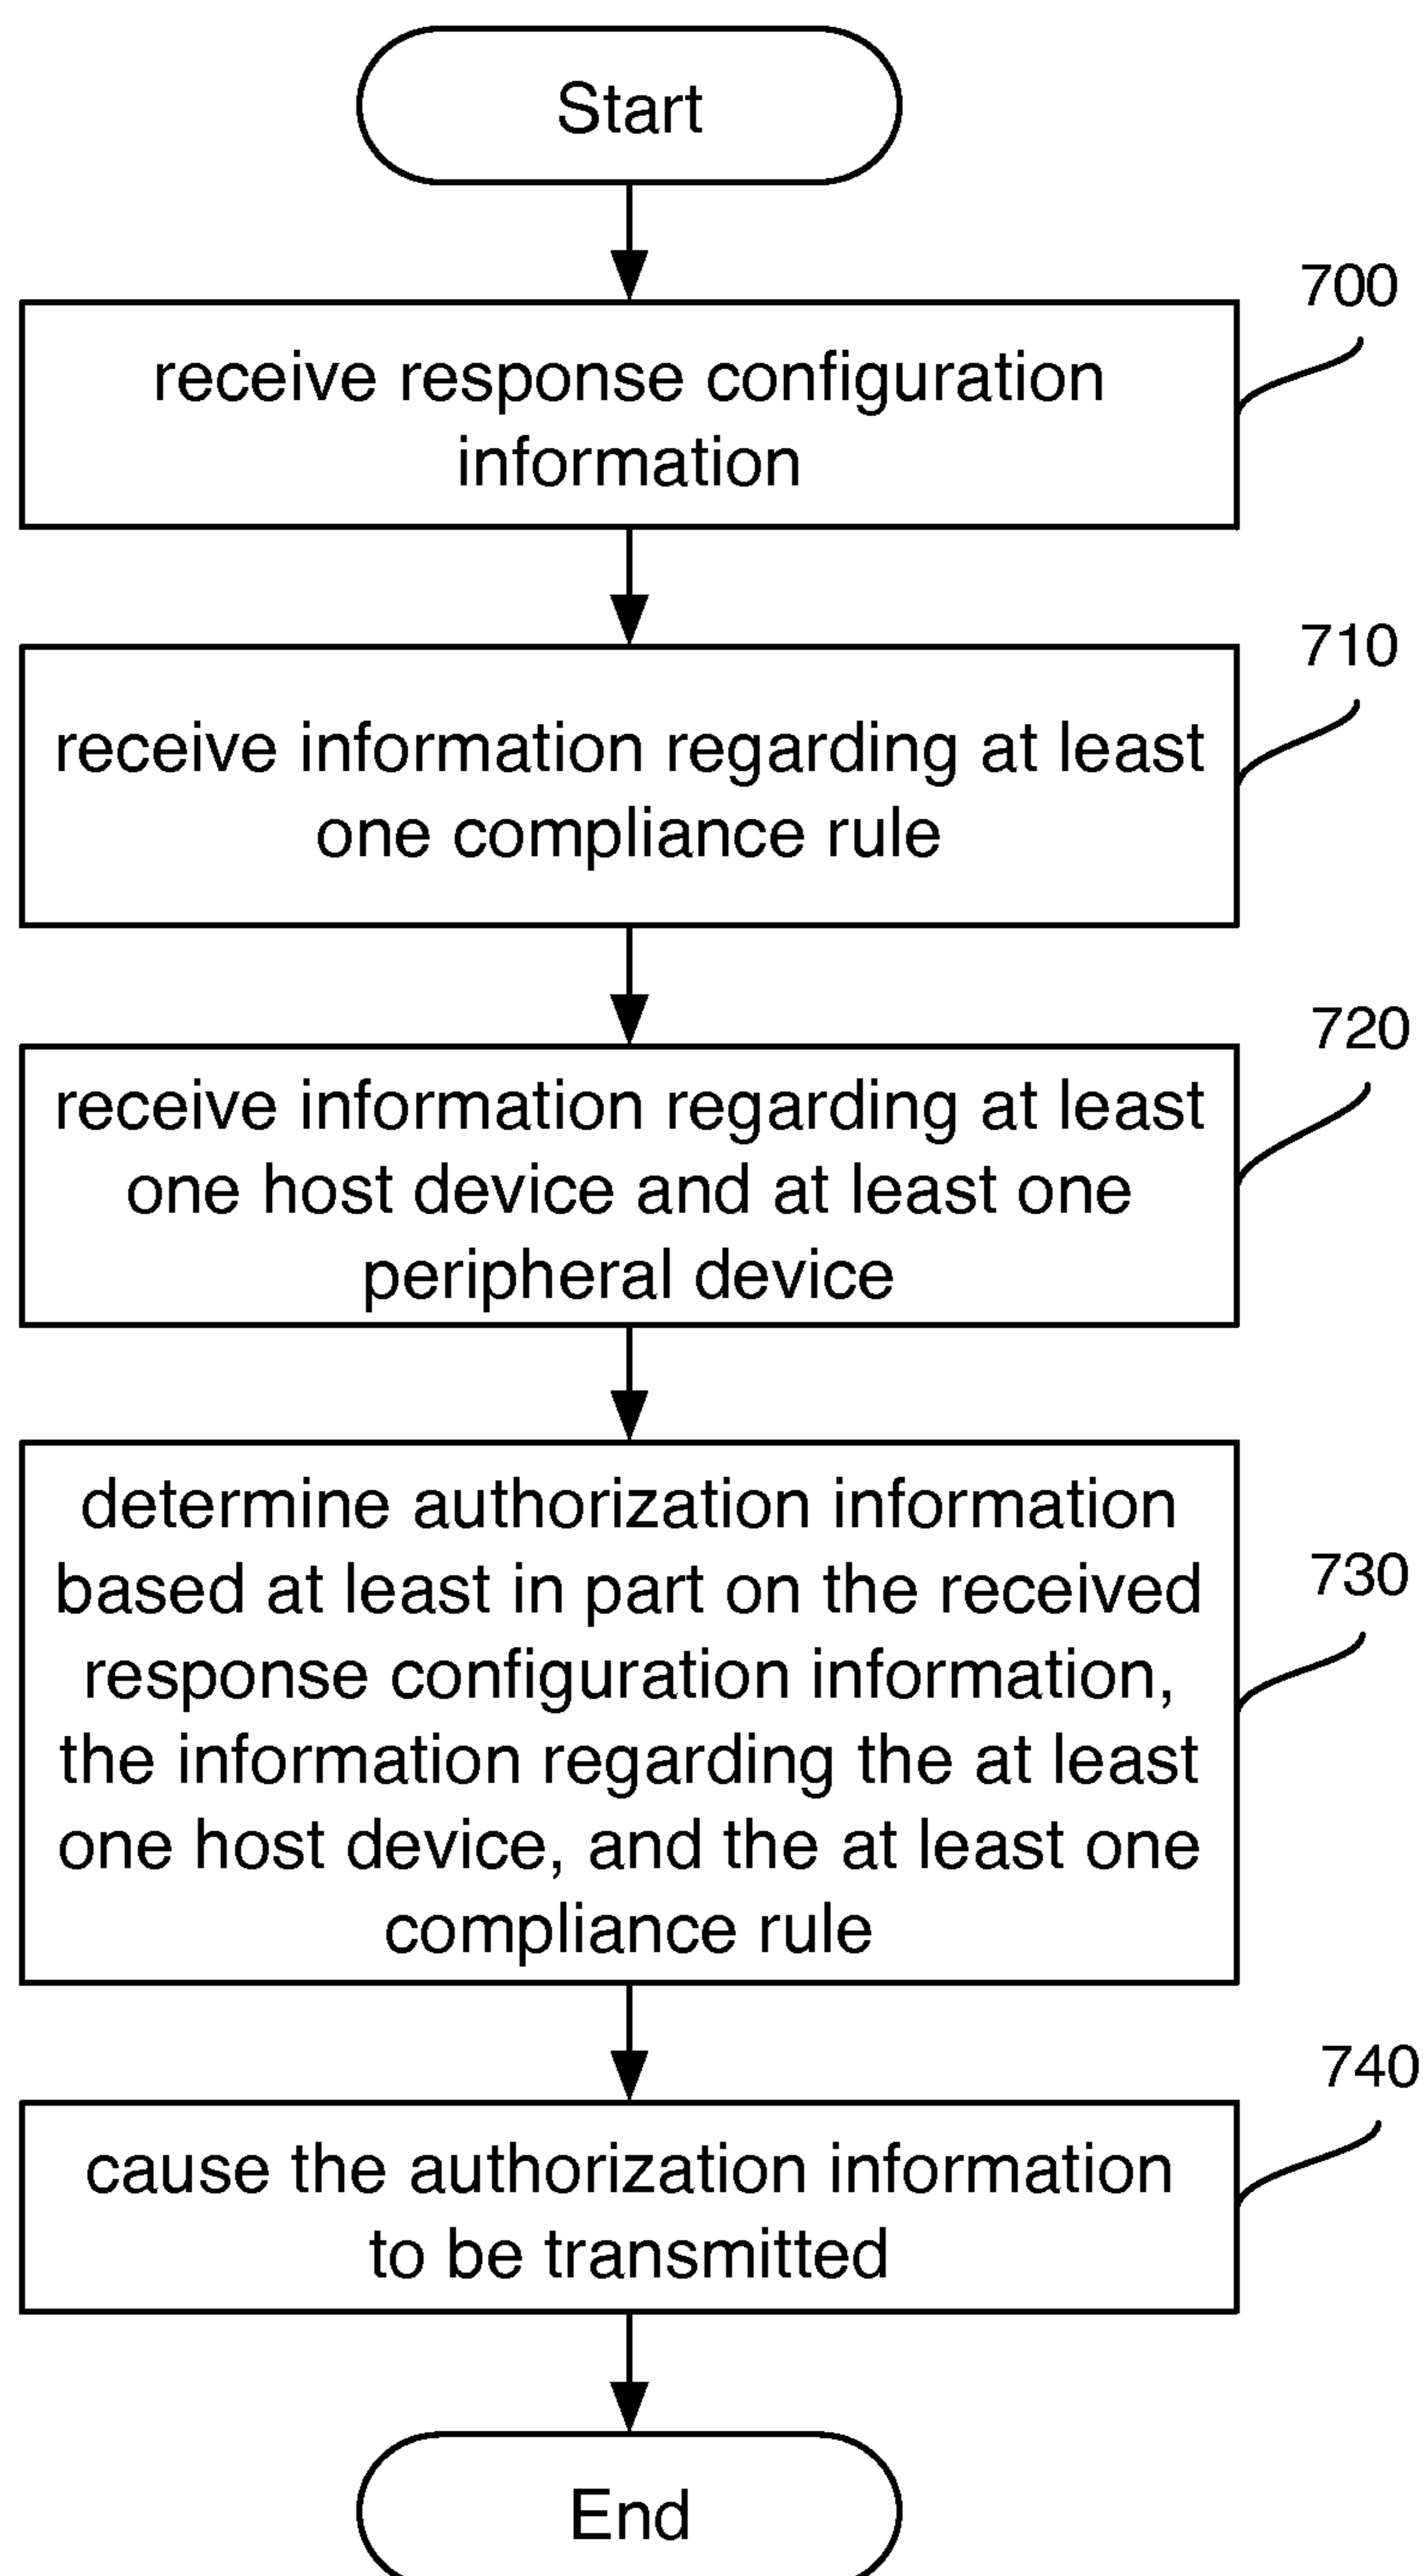 Start
700
receive response configuration
information
710
receive information regarding at least
one compliance rule
720
receive information regarding at least
one host device and at least one
peripheral device
730
determine authorization information
based at least in part on the received
response configuration information,
the information regarding the at least
one host device, and the at least one
compliance rule
740
cause the authorization information
to be transmitted
End